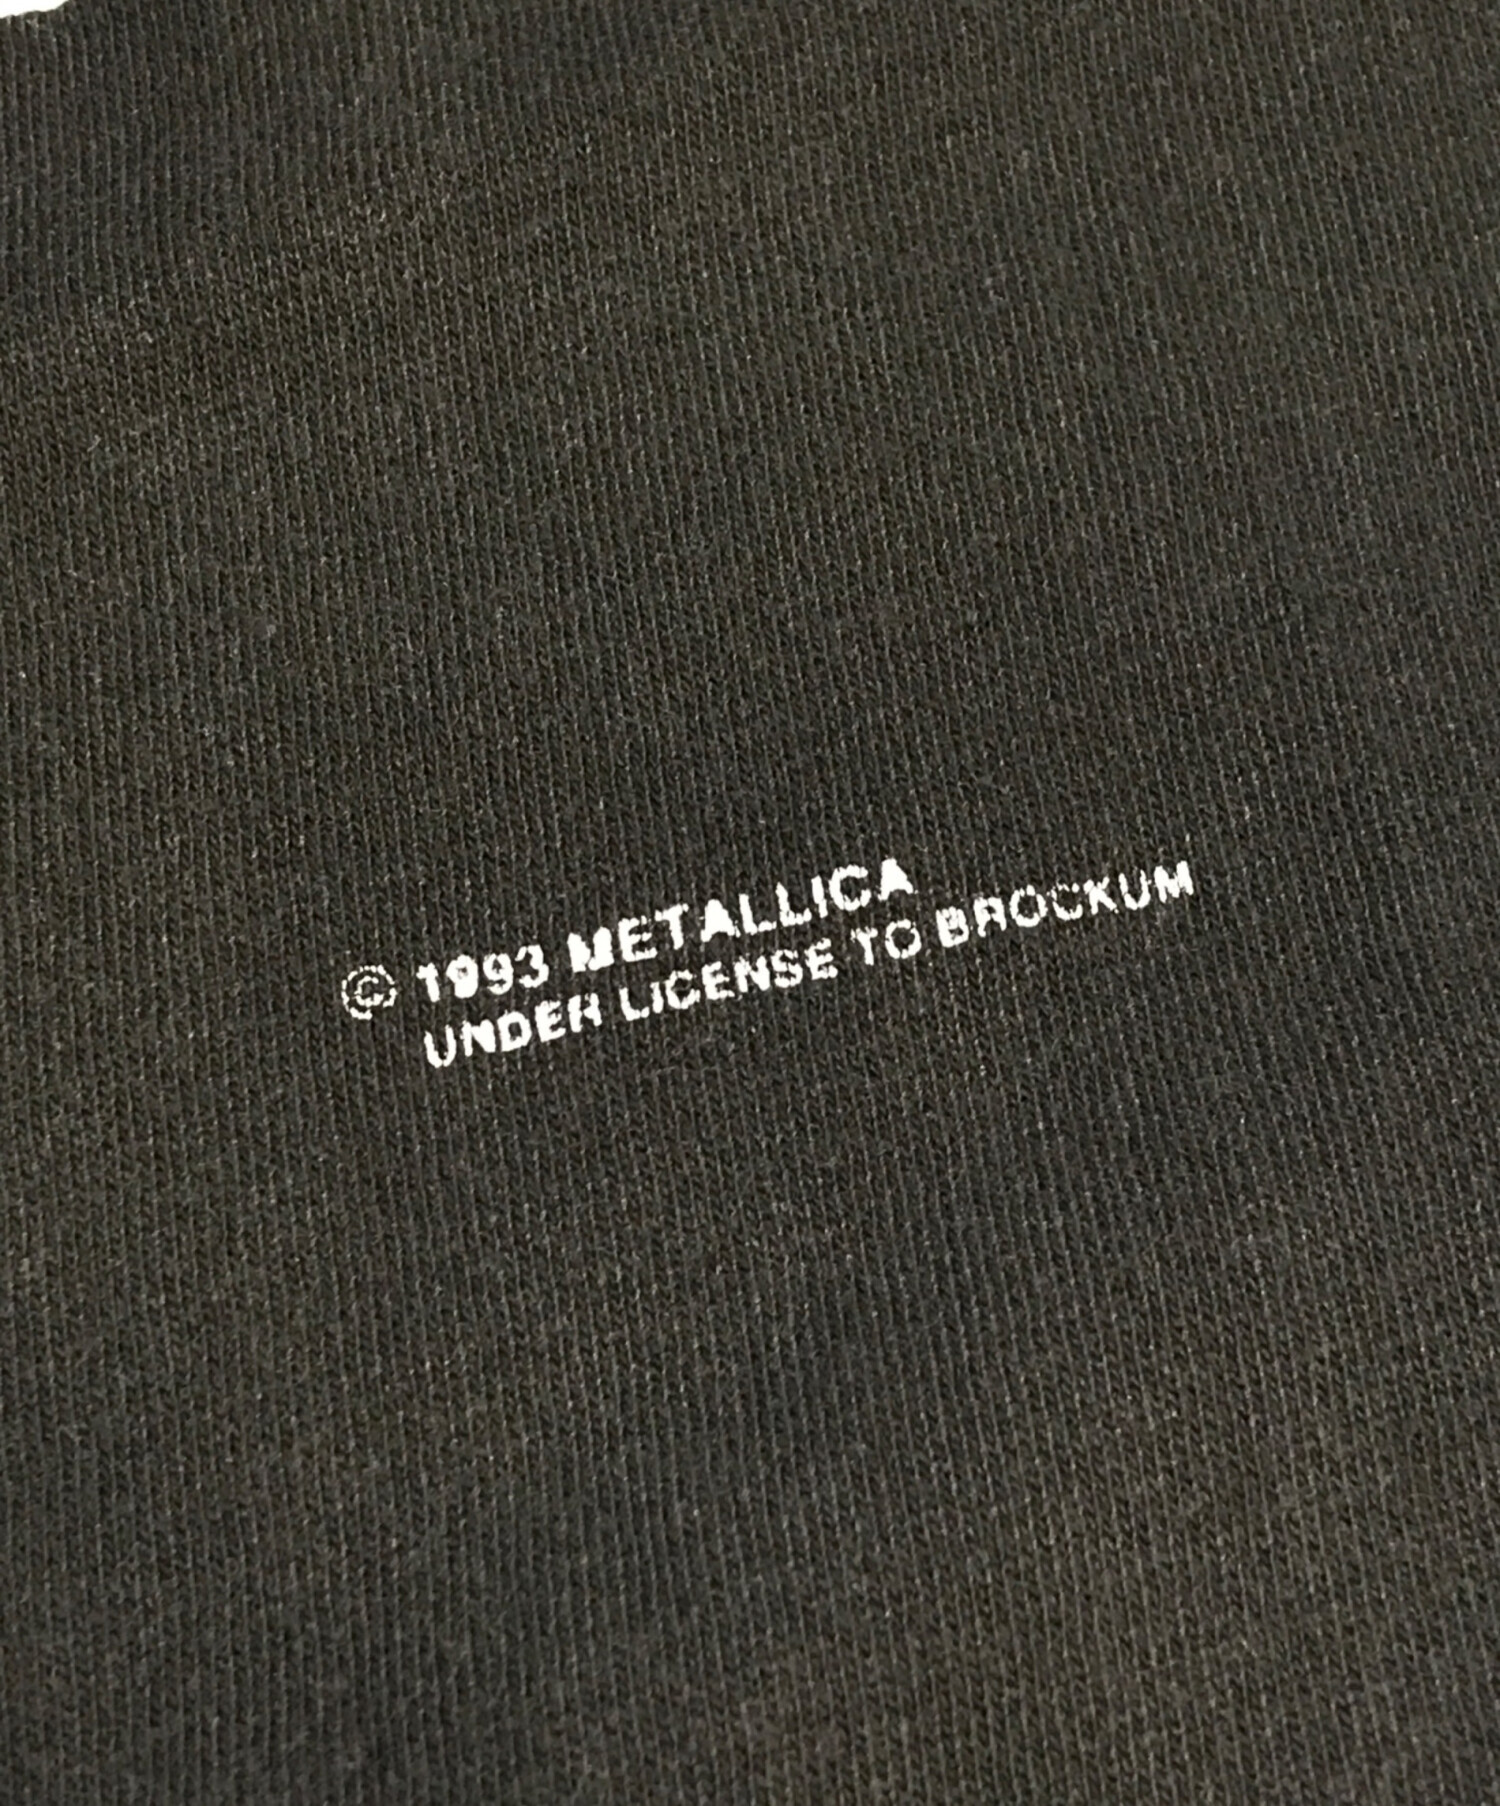 © 1993 METALLICA
UNDER LICENSE TO BROCKUM